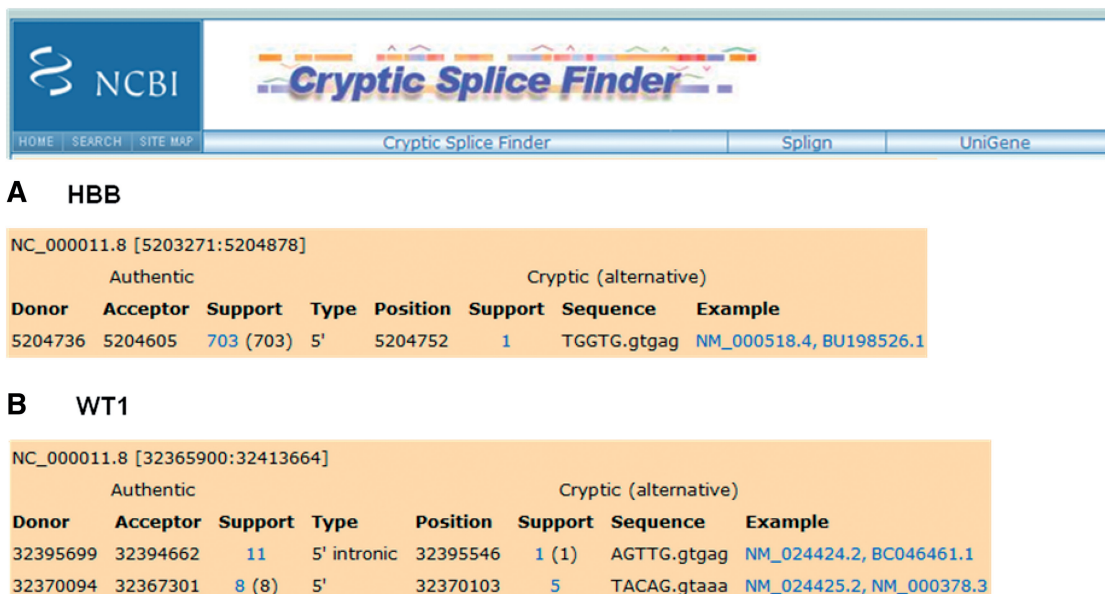 NCBI
Cryptic Splice Finder
HOME SEARCH SITE MAP Cryptic Splice Finder Splign UniGene
A HBB
NC_000011.8 [5203271:5204878]
Authentic Cryptic (alternative)
Donor Acceptor Support Type Position Support Sequence Example
5204736 5204605 703 (703) 5' 5204752 1 TGGTG.gtgag NM_000518.4, BU198526.1
B WT1
NC_000011.8 [32365900:32413664]
Authentic Cryptic (alternative)
Donor Acceptor Support Type Position Support Sequence Example
32395699 32394662 11 5' intronic 32395546 1 (1) AGTTG.gtgag NM_024424.2, BC046461.1
32370094 32367301 8 (8) 5' 32370103 5 TACAG.gtaaa NM_024425.2, NM_000378.3